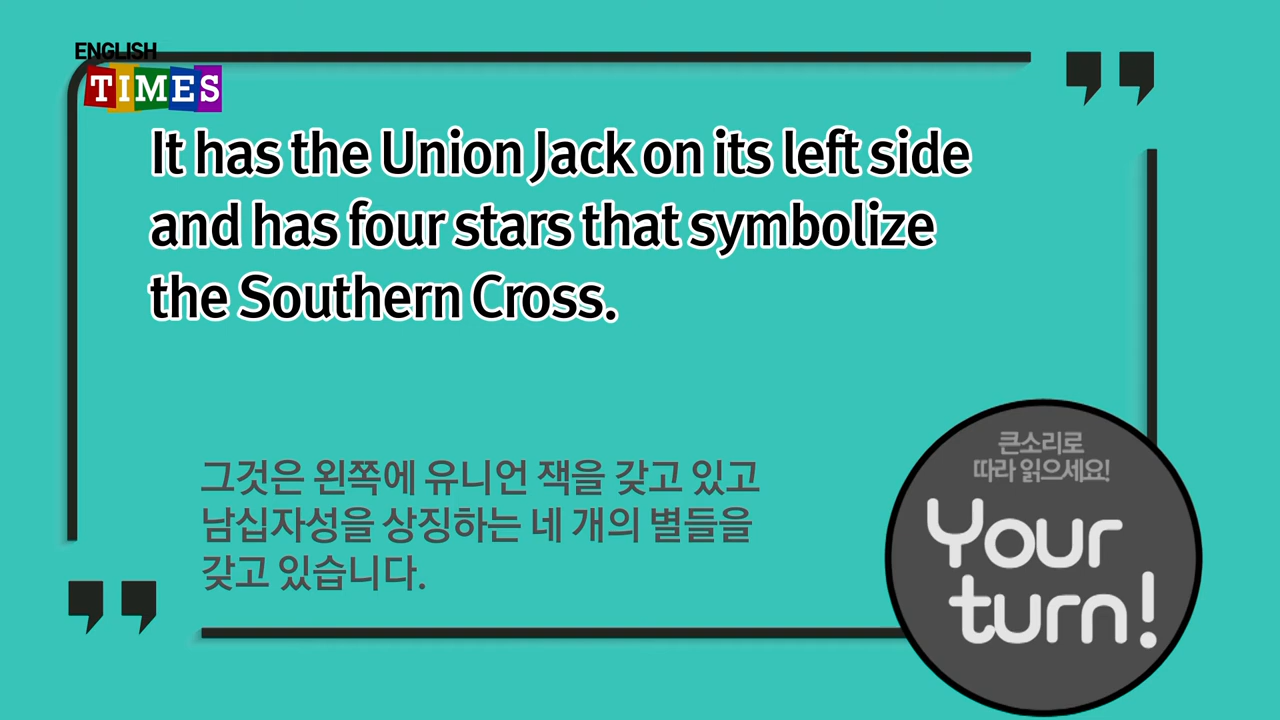 ENGLISH
TIMES
It has the Union Jack on its left side
and has four stars that symbolize
the Southern Cross.
그것은 왼쪽에 유니언 잭을 갖고 있고
남십자성을 상징하는 네 개의 별들을
갖고 있습니다.
큰소리로
따라 읽으세요!
Your
turn!